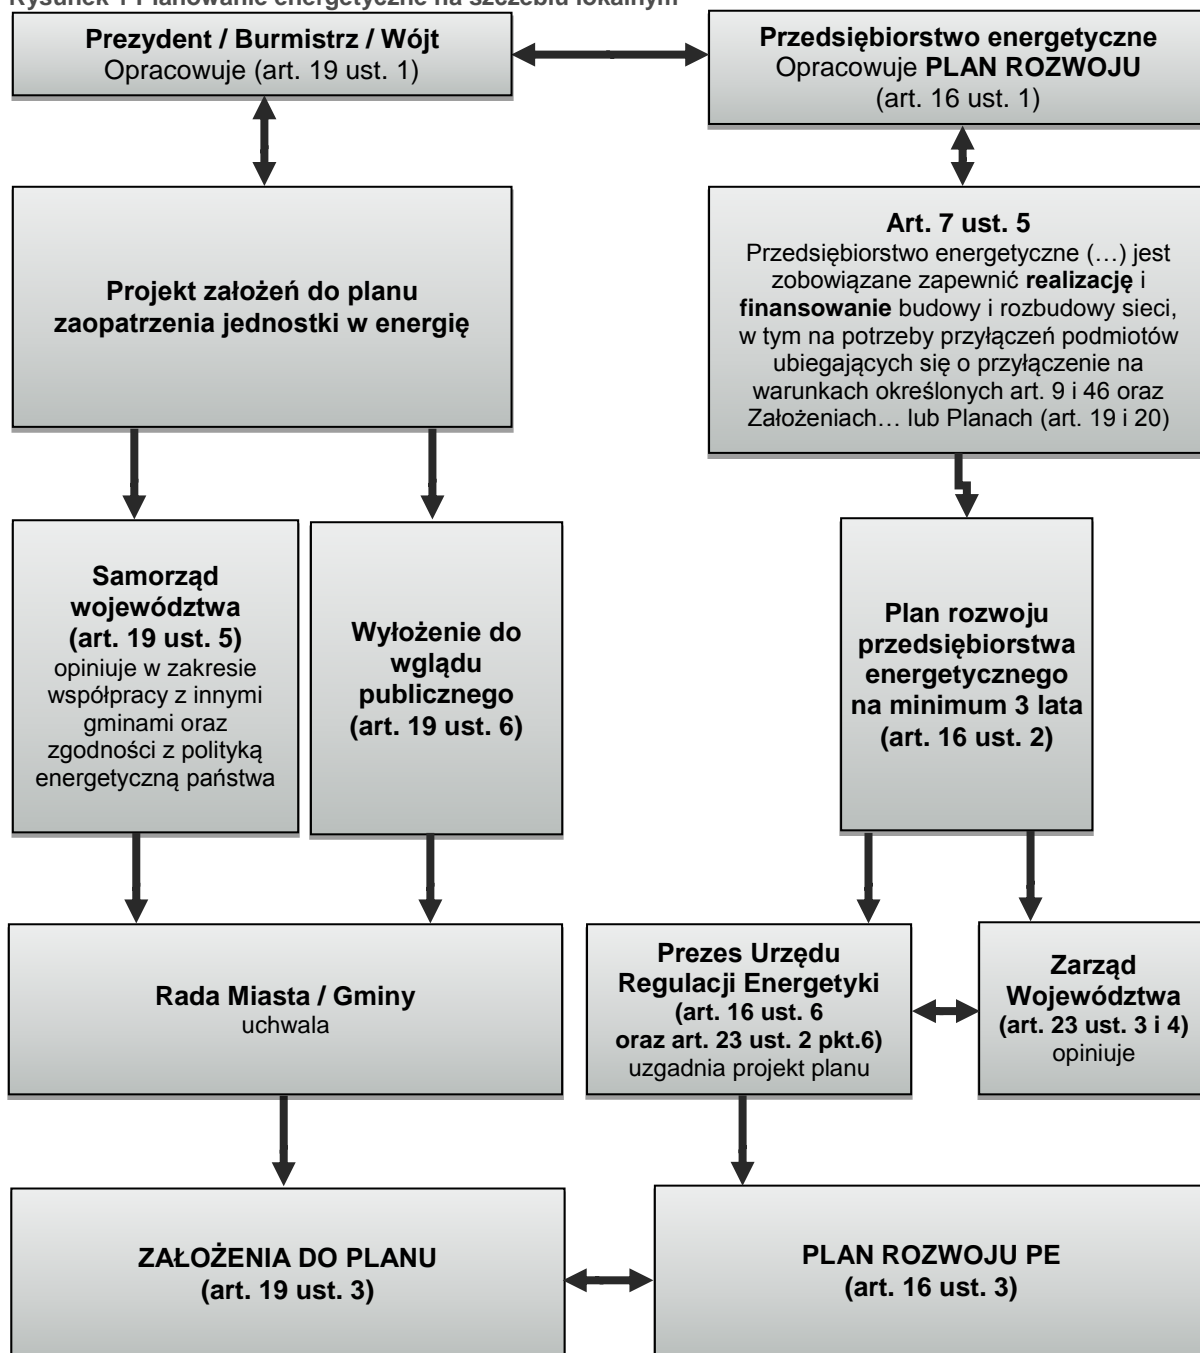 Rysunek 1 Planowanie energetyczne na szczeblu lokalnym
Prezydent / Burmistrz / Wójt
Opracowuje (art. 19 ust. 1)
Przedsiębiorstwo energetyczne
Opracowuje PLAN ROZWOJU
(art. 16 ust. 1)
Projekt założeń do planu
zaopatrzenia jednostki w energię
Art. 7 ust. 5
Przedsiębiorstwo energetyczne (…) jest
zobowiązane zapewnić realizację i
finansowanie budowy i rozbudowy sieci,
w tym na potrzeby przyłączeń podmiotów
ubiegających się o przyłączenie na
warunkach określonych art. 9 i 46 oraz
Założeniach… lub Planach (art. 19 i 20)
Samorząd
województwa
(art. 19 ust. 5)
opiniuje w zakresie
współpracy z innymi
gminami oraz
zgodności z polityką
energetyczną państwa
Wyłożenie do
wglądu
publicznego
(art. 19 ust. 6)
Plan rozwoju
przedsiębiorstwa
energetycznego
na minimum 3 lata
(art. 16 ust. 2)
Rada Miasta / Gminy
uchwala
Prezes Urzędu
Regulacji Energetyki
(art. 16 ust. 6
oraz art. 23 ust. 2 pkt.6)
uzgadnia projekt planu
Zarząd
Województwa
(art. 23 ust. 3 i 4)
opiniuje
ZAŁOŻENIA DO PLANU
(art. 19 ust. 3)
PLAN ROZWOJU PE
(art. 16 ust. 3)